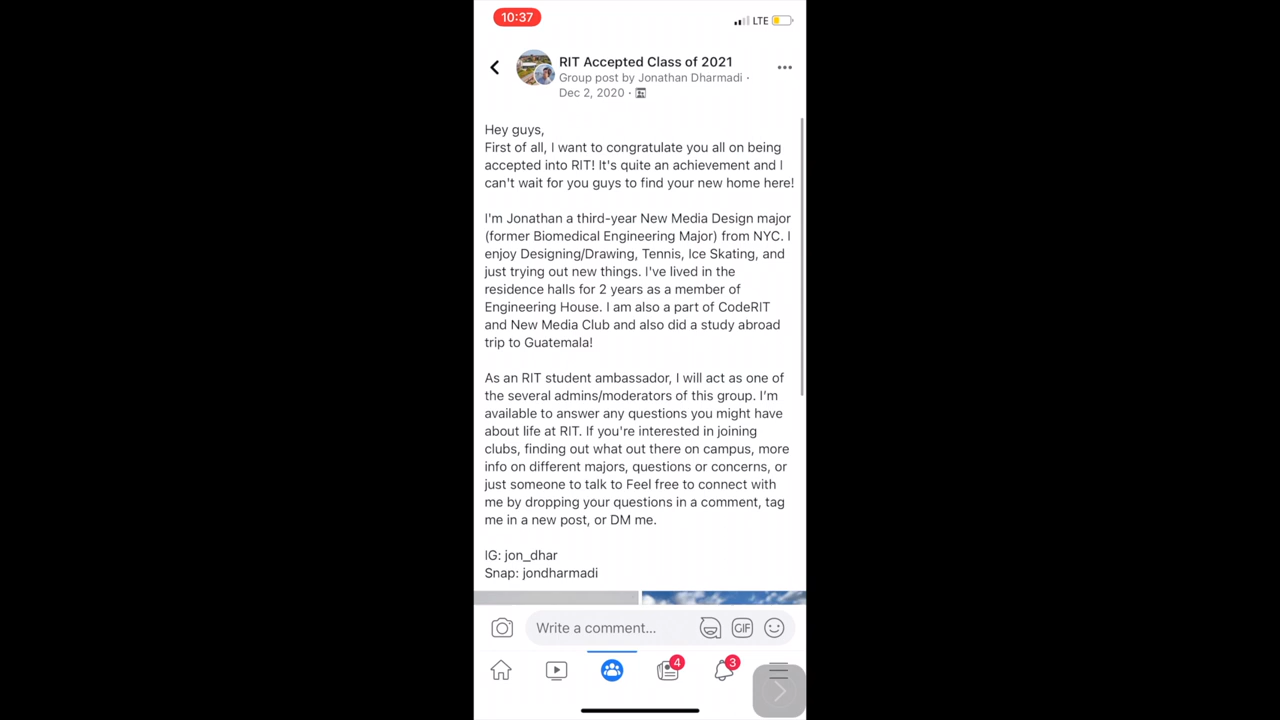 10:37
LTE
RIT Accepted Class of 2021
Group post by Jonathan Dharmadi ·
Dec 2, 2020 ·
Hey guys,
First of all, I want to congratulate you all on being
accepted into RIT! It's quite an achievement and I
can't wait for you guys to find your new home here!
I'm Jonathan a third-year New Media Design major
(former Biomedical Engineering Major) from NYC. I
enjoy Designing/Drawing, Tennis, Ice Skating, and
just trying out new things. I've lived in the
residence halls for 2 years as a member of
Engineering House. I am also a part of CodeRIT
and New Media Club and also did a study abroad
trip to Guatemala!
As an RIT student ambassador, I will act as one of
the several admins/moderators of this group. I'm
available to answer any questions you might have
about life at RIT. If you're interested in joining
clubs, finding out what out there on campus, more
info on different majors, questions or concerns, or
just someone to talk to Feel free to connect with
me by dropping your questions in a comment, tag
me in a new post, or DM me.
IG: jon_dhar
Snap: jondharmadi
Write a comment...
GIF
4
3